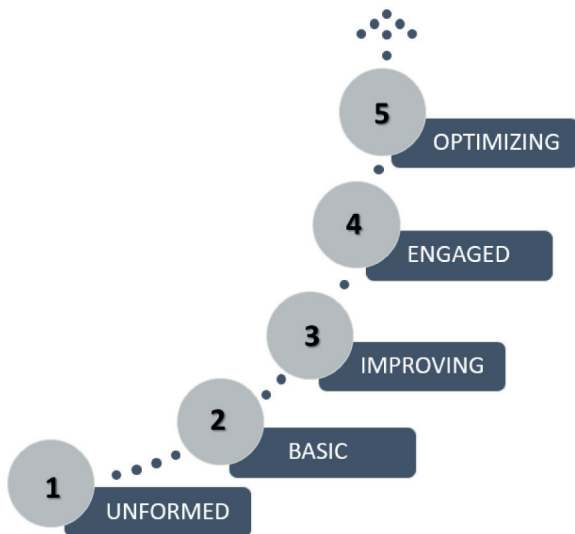 5
OPTIMIZING
4
ENGAGED
3
IMPROVING
2
BASIC
1
UNFORMED